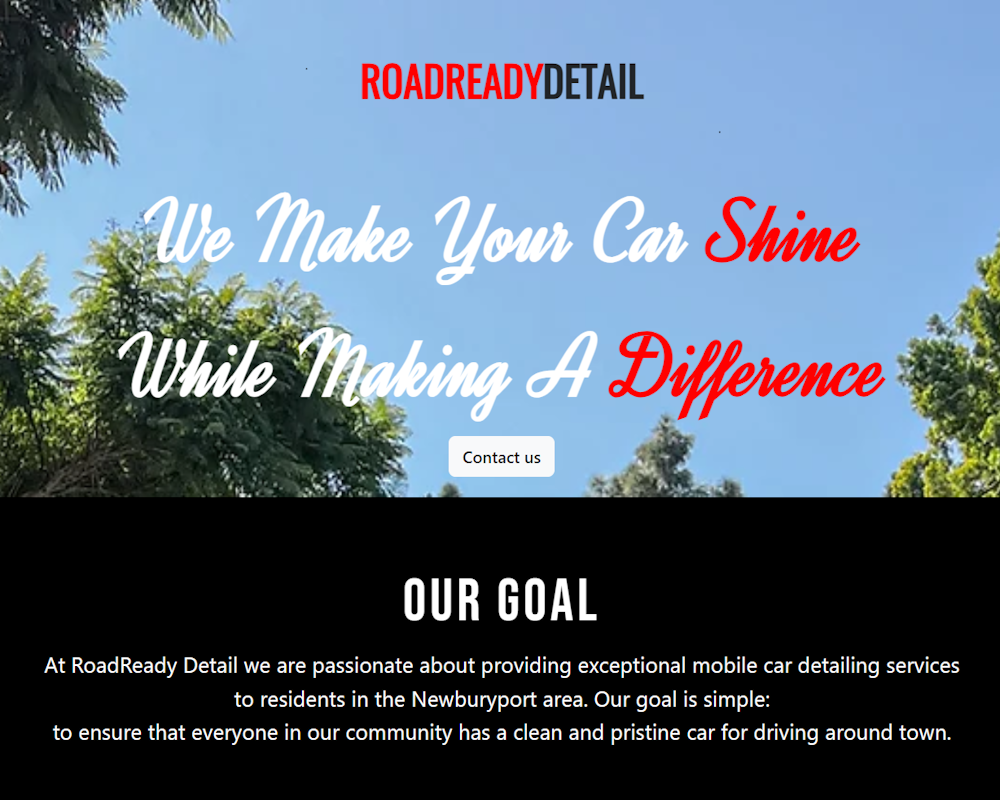 ROADREADYDETAIL
We Make Your Car Shine
While Making A Difference
Contact us
OUR GOAL
At RoadReady Detail we are passionate about providing exceptional mobile car detailing services
to residents in the Newburyport area. Our goal is simple:
to ensure that everyone in our community has a clean and pristine car for driving around town.